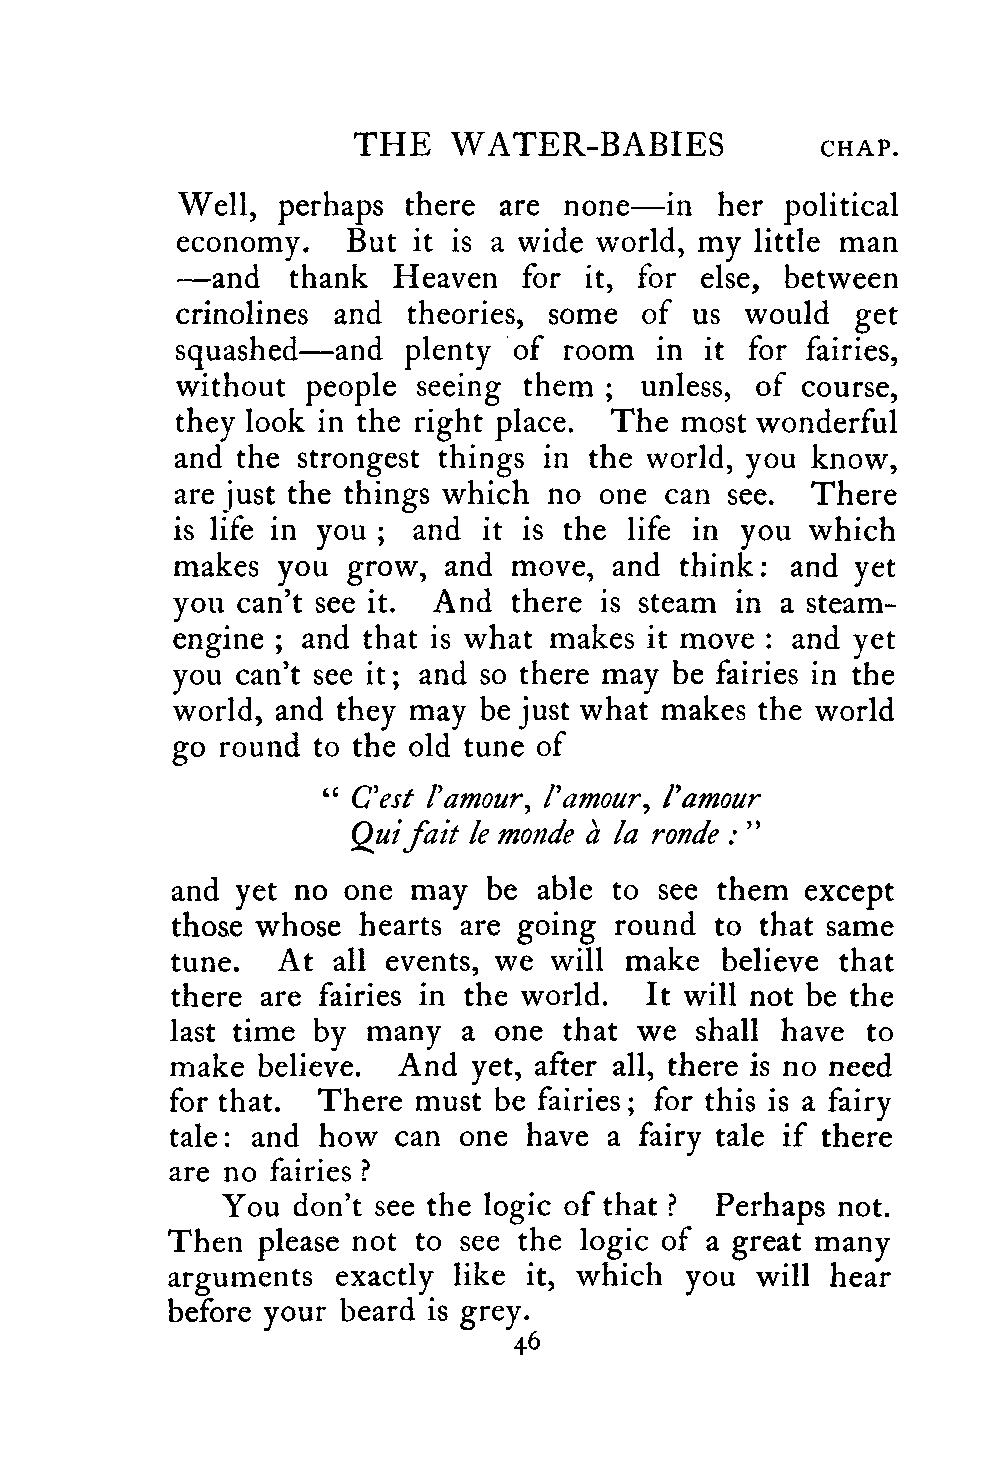 THE WATER-BABIES CHAP.
Well, perhaps there are none—in her political
economy. But it is a wide world, my little man
—and thank Heaven for it, for else, between
crinolines and theories, some of us would get
squashed—and plenty of room in it for fairies,
without people seeing them ; unless, of course,
they look in the right place. The most wonderful
and the strongest things in the world, you know,
are just the things which no one can see. There
is life in you ; and it is the life in you which
makes you grow, and move, and think: and yet
you can't see it. And there is steam in a steam-
engine ; and that is what makes it move : and yet
you can't see it; and so there may be fairies in the
world, and they may be just what makes the world
go round to the old tune of
“ C'est l'amour, l'amour, l'amour
Qui fait le monde à la ronde : ”
and yet no one may be able to see them except
those whose hearts are going round to that same
tune. At all events, we will make believe that
there are fairies in the world. It will not be the
last time by many a one that we shall have to
make believe. And yet, after all, there is no need
for that. There must be fairies; for this is a fairy
tale: and how can one have a fairy tale if there
are no fairies ?
You don't see the logic of that ? Perhaps not.
Then please not to see the logic of a great many
arguments exactly like it, which you will hear
before your beard is grey.
46